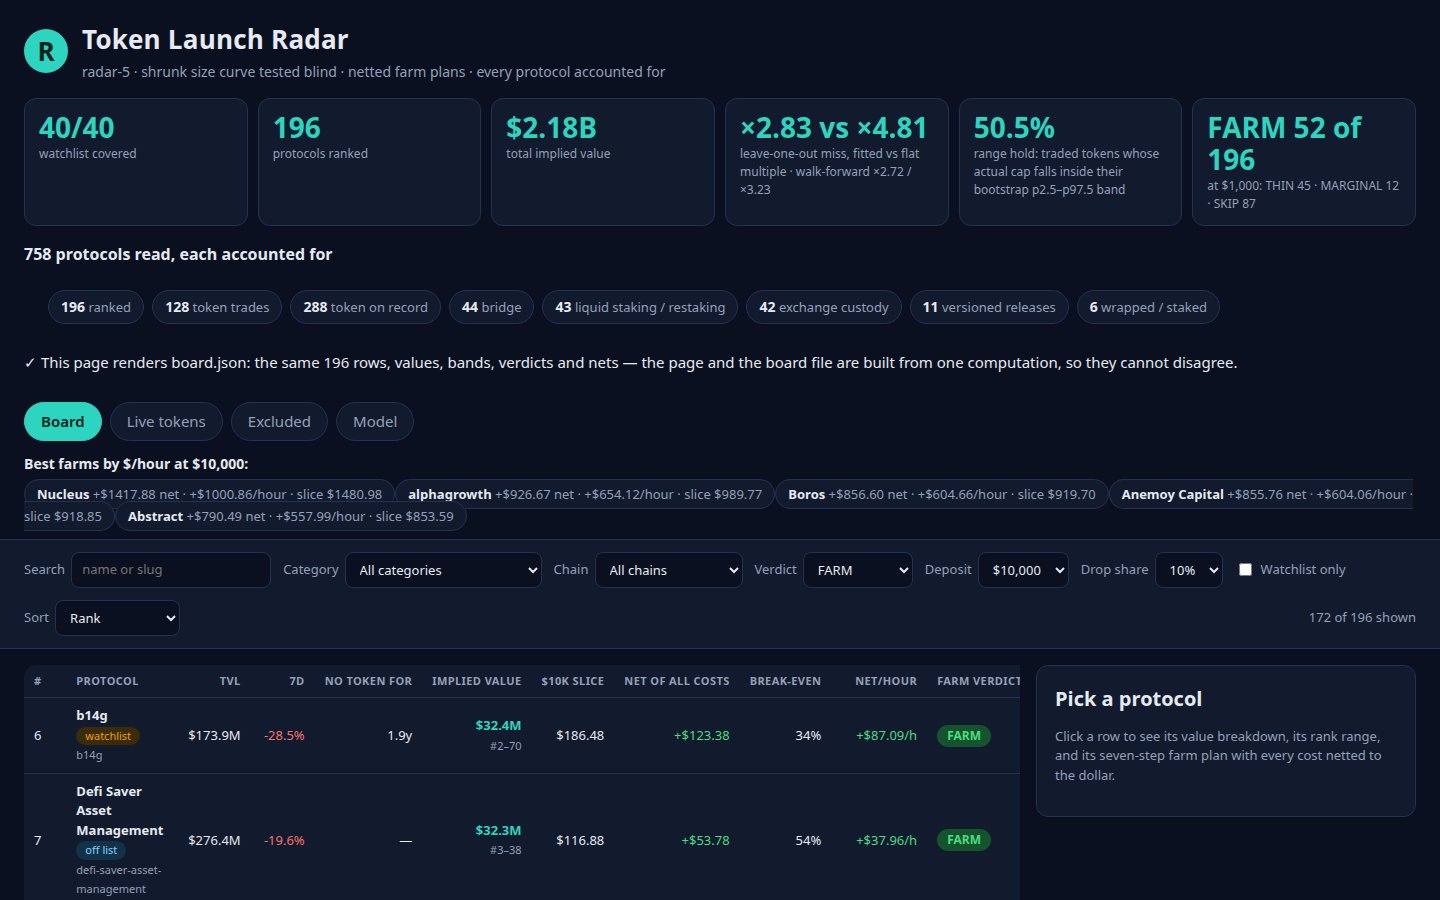 R
Token Launch Radar
radar-5 · shrunk size curve tested blind · netted farm plans · every protocol accounted for
40/40
watchlist covered
196
protocols ranked
$2.18B
total implied value
×2.83 vs ×4.81
leave-one-out miss, fitted vs flat
multiple · walk-forward ×2.72 /
×3.23
50.5%
range hold: traded tokens whose
actual cap falls inside their
bootstrap p2.5–p97.5 band
FARM 52 of
196
at $1,000: THIN 45 · MARGINAL 12
· SKIP 87
758 protocols read, each accounted for
196 ranked
128 token trades
288 token on record
44 bridge
43 liquid staking / restaking
42 exchange custody
11 versioned releases
6 wrapped / staked
✓ This page renders board.json: the same 196 rows, values, bands, verdicts and nets — the page and the board file are built from one computation, so they cannot disagree.
Board
Live tokens
Excluded
Model
Best farms by $/hour at $10,000:
Nucleus +$1417.88 net · +$1000.86/hour · slice $1480.98
alphagrowth +$926.67 net · +$654.12/hour · slice $989.77
Boros +$856.60 net · +$604.66/hour · slice $919.70
Anemoy Capital +$855.76 net · +$604.06/hour ·
slice $918.85
Abstract +$790.49 net · +$557.99/hour · slice $853.59
Search name or slug Category All categories Chain All chains Verdict FARM Deposit $10,000 Drop share 10% Watchlist only
Sort Rank 172 of 196 shown
# PROTOCOL TVL 7D NO TOKEN FOR IMPLIED VALUE $10K SLICE NET OF ALL COSTS BREAK-EVEN NET/HOUR FARM VERDICT
6
b14g
watchlist
b14g
$173.9M
-28.5%
1.9y
$32.4M
#2–70
$186.48
+$123.38
34%
+$87.09/h
FARM
7
Defi Saver
Asset
Management
off list
defi-saver-asset-
management
$276.4M
-19.6%
—
$32.3M
#3–38
$116.88
+$53.78
54%
+$37.96/h
FARM
Pick a protocol
Click a row to see its value breakdown, its rank range,
and its seven-step farm plan with every cost netted to
the dollar.